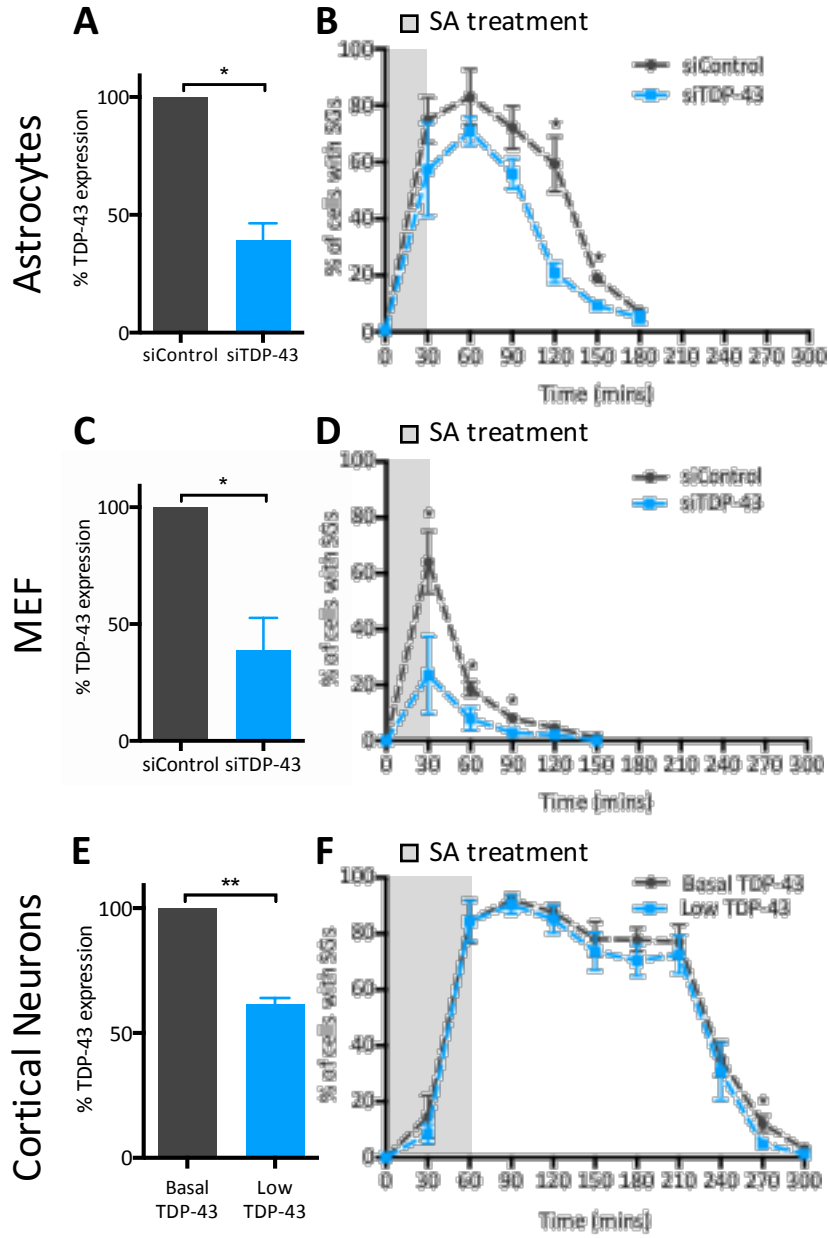 Astrocytes
A
*
100
50
0
% TDP-43 expression
siControl siTDP-43
B
SA treatment
siControl
siTDP-43
100
80
60
40
20
0
% of cells with SGs
*
*
0 30 60 90 120 150 180 210 240 270 300
Time (mins)
MEF
C
*
100
50
0
% TDP-43 expression
siControl siTDP-43
D
SA treatment
siControl
siTDP-43
100
80
60
40
20
0
% of cells with SGs
*
*
*
0 30 60 90 120 150 180 210 240 270 300
Time (mins)
Cortical Neurons
E
**
100
50
0
% TDP-43 expression
Basal Low
TDP-43 TDP-43
F
SA treatment
Basal TDP-43
Low TDP-43
100
80
60
40
20
0
% of cells with SGs
*
0 30 60 90 120 150 180 210 240 270 300
Time (mins)